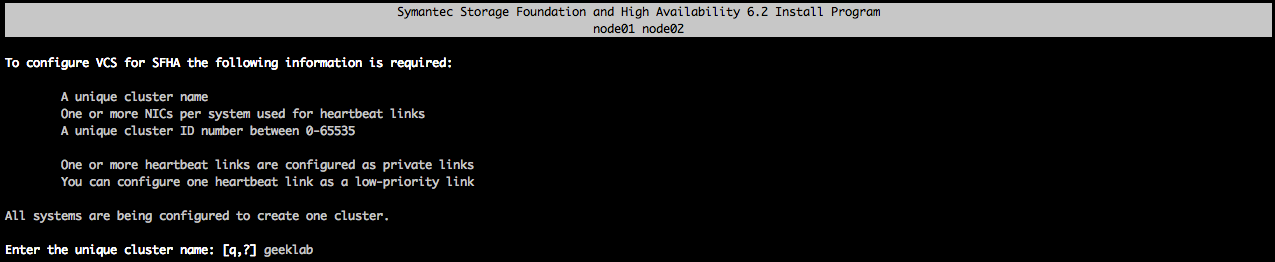 Symantec Storage Foundation and High Availability 6.2 Install Program
node01 node02
To configure VCS for SFHA the following information is required:
A unique cluster name
One or more NICs per system used for heartbeat links
A unique cluster ID number between 0-65535
One or more heartbeat links are configured as private links
You can configure one heartbeat link as a low-priority link
All systems are being configured to create one cluster.
Enter the unique cluster name: [q,?] geeklab